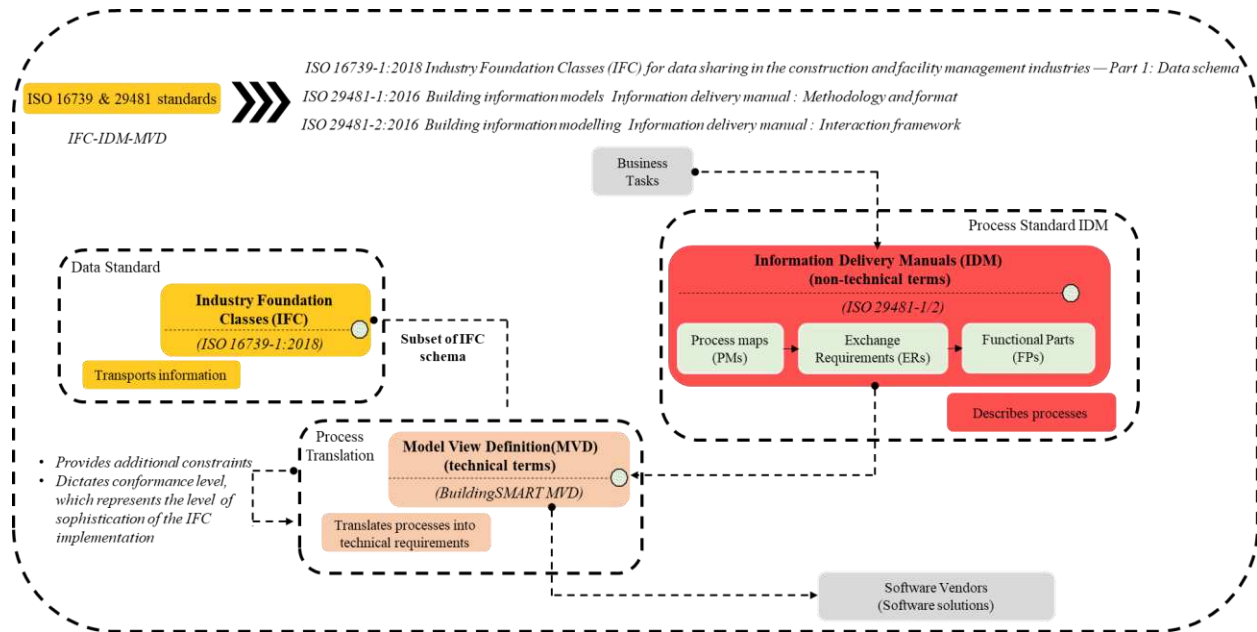 ISO 16739-1:2018 Industry Foundation Classes (IFC) for data sharing in the construction and facility management industries — Part 1: Data schema
ISO 16739 & 29481 standards
ISO 29481-1:2016 Building information models Information delivery manual : Methodology and format
IFC-IDM-MVD
ISO 29481-2:2016 Building information modelling Information delivery manual : Interaction framework
Business
Tasks
Process Standard IDM
Information Delivery Manuals (IDM)
(non-technical terms)
(ISO 29481-1/2)
Process maps
(PMs)
Exchange
Requirements (ERs)
Functional Parts
(FPs)
Describes processes
Data Standard
Industry Foundation
Classes (IFC)
(ISO 16739-1:2018)
Transports information
Subset of IFC
schema
Process
Translation
Model View Definition(MVD)
(technical terms)
(BuildingSMART MVD)
Translates processes into
technical requirements
• Provides additional constraints
• Dictates conformance level,
which represents the level of
sophistication of the IFC
implementation
Software Vendors
(Software solutions)